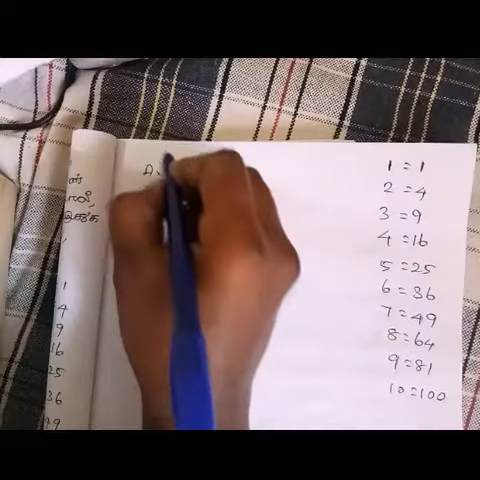 1 = 1
2 = 4
3 = 9
4 = 16
5 = 25
6 = 36
7 = 49
8 = 64
9 = 81
10 = 100
1
4
9
16
25
36
49